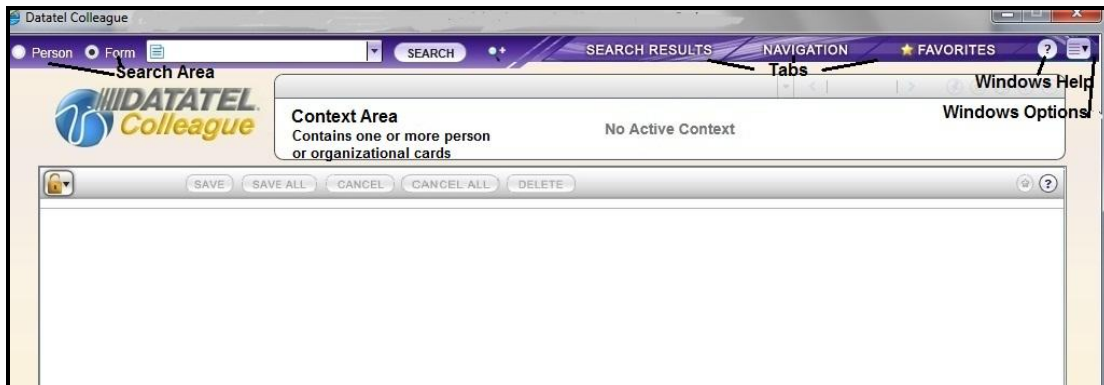 Datatel Colleague
Person Form SEARCH SEARCH RESULTS NAVIGATION FAVORITES ?
Search Area Tabs Windows Help
Windows Options
DATATEL
Colleague
Context Area
Contains one or more person
or organizational cards
No Active Context
SAVE SAVE ALL CANCEL CANCEL ALL DELETE ?